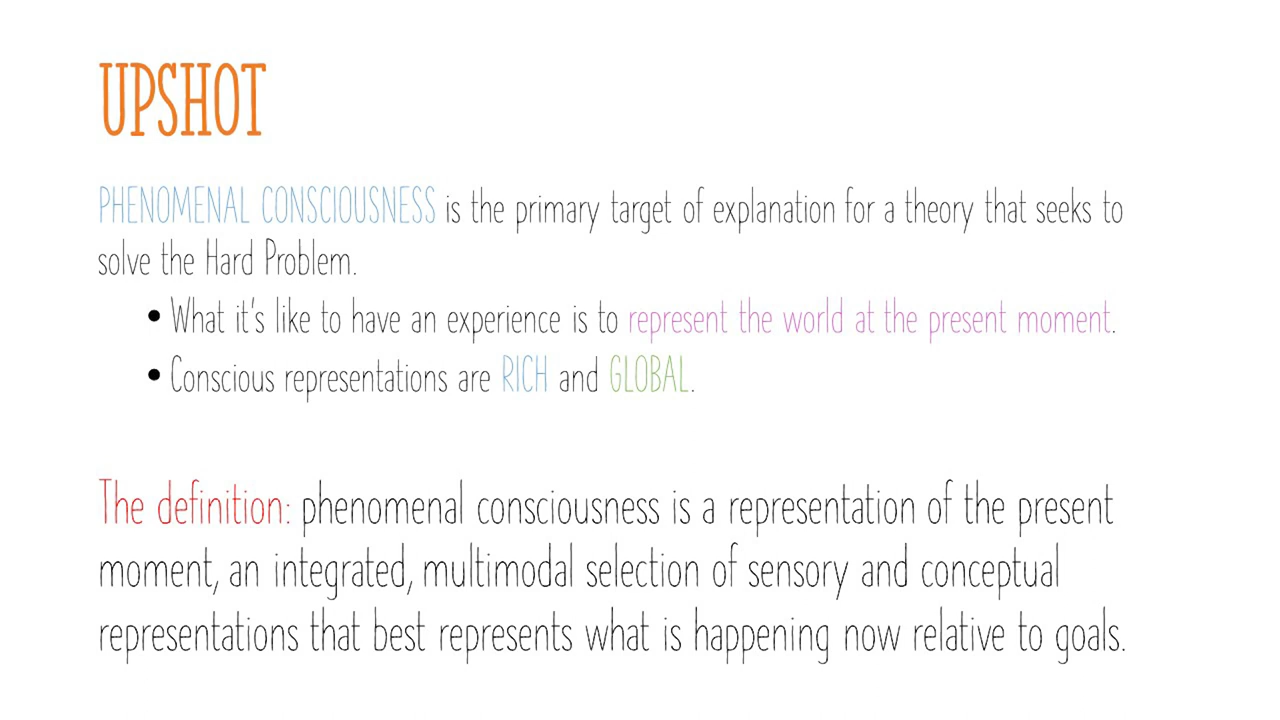 UPSHOT
PHENOMENAL CONSCIOUSNESS is the primary target of explanation for a theory that seeks to
solve the Hard Problem.
• What it's like to have an experience is to represent the world at the present moment.
• Conscious representations are RICH and GLOBAL.
The definition: phenomenal consciousness is a representation of the present
moment, an integrated, multimodal selection of sensory and conceptual
representations that best represents what is happening now relative to goals.